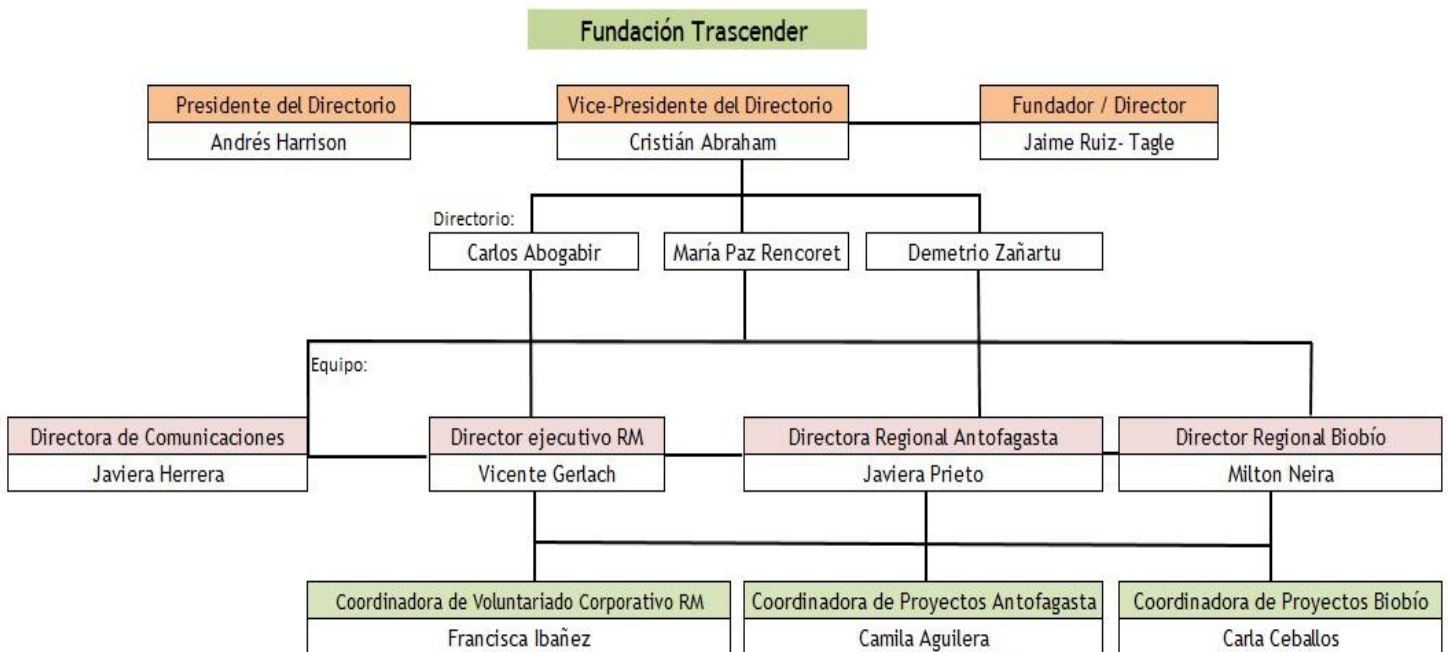 Fundación Trascender
Presidente del Directorio
Andrés Harrison
Vice-Presidente del Directorio
Cristián Abraham
Fundador / Director
Jaime Ruiz- Tagle
Directorio:
Carlos Abogabir
María Paz Rencoret
Demetrio Zañartu
Equipo:
Directora de Comunicaciones
Javiera Herrera
Director ejecutivo RM
Vicente Gerlach
Directora Regional Antofagasta
Javiera Prieto
Director Regional Biobío
Milton Neira
Coordinadora de Voluntariado Corporativo RM
Francisca Ibañez
Coordinadora de Proyectos Antofagasta
Camila Aguilera
Coordinadora de Proyectos Biobío
Carla Ceballos